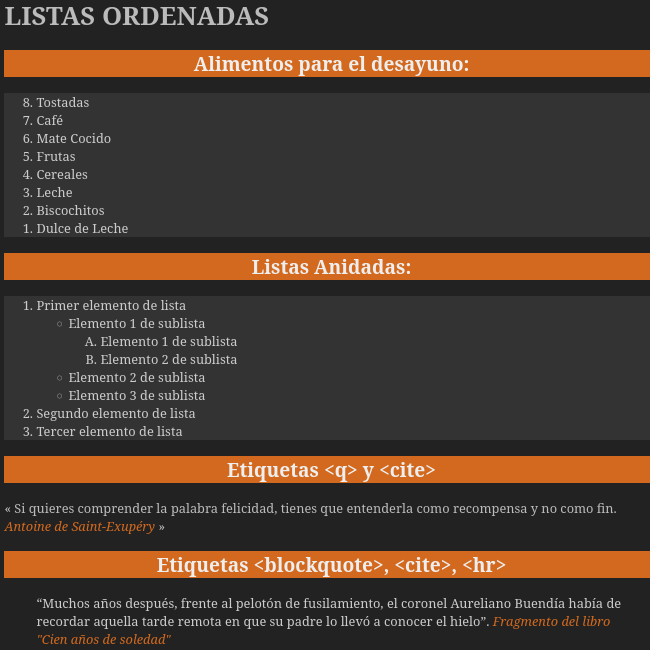 LISTAS ORDENADAS
Alimentos para el desayuno:
8. Tostadas
7. Café
6. Mate Cocido
5. Frutas
4. Cereales
3. Leche
2. Biscochitos
1. Dulce de Leche
Listas Anidadas:
1. Primer elemento de lista
○ Elemento 1 de sublista
A. Elemento 1 de sublista
B. Elemento 2 de sublista
○ Elemento 2 de sublista
○ Elemento 3 de sublista
2. Segundo elemento de lista
3. Tercer elemento de lista
Etiquetas <q> y <cite>
« Si quieres comprender la palabra felicidad, tienes que entenderla como recompensa y no como fin.
Antoine de Saint-Exupéry »
Etiquetas <blockquote>, <cite>, <hr>
“Muchos años después, frente al pelotón de fusilamiento, el coronel Aureliano Buendía había de
recordar aquella tarde remota en que su padre lo llevó a conocer el hielo”. Fragmento del libro
"Cien años de soledad"